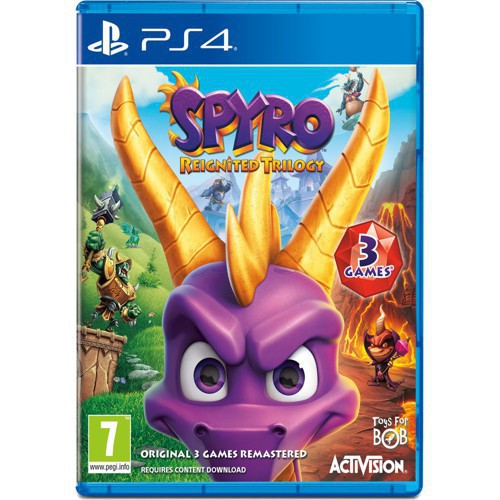 PS4
SPYRO
REIGNITED TRILOGY
3
GAMES
7
www.pegi.info
ORIGINAL 3 GAMES REMASTERED
REQUIRES CONTENT DOWNLOAD
Toys For
BOB
ACTIVISION